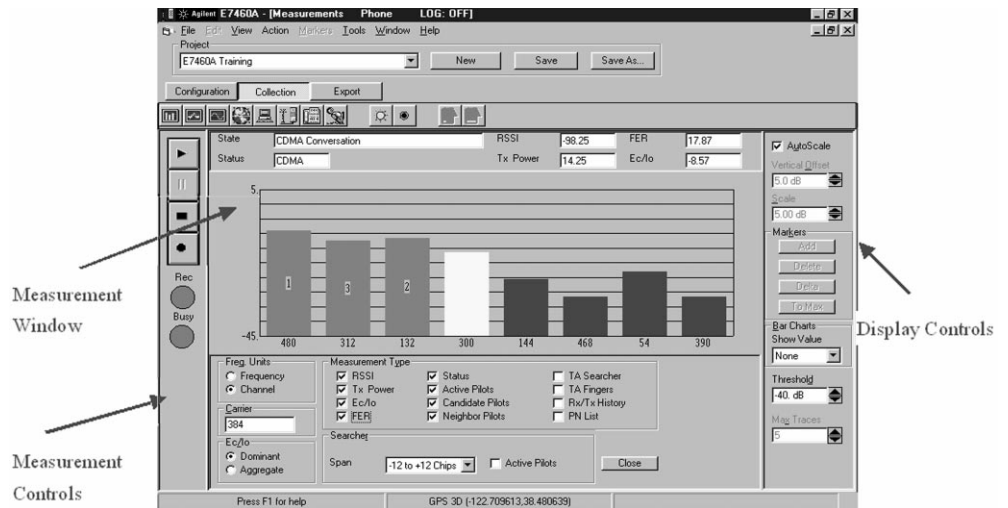 Agilent E7460A - [Measurements Phone LOG: OFF]
File Edit View Action Markers Tools Window Help
Project
E7460A Training
New
Save
Save As...
Configuration
Collection
Export
State
CDMA Conversation
RSSI
-98.25
FER
17.87
Status
CDMA
Tx Power
14.25
Ec/Io
-8.57
AutoScale
Vertical Offset
5.0 dB
Scale
5.00 dB
Markers
Add
Delete
Delta
To Max
Rec
Busy
5.
1
3
2
-45.
480 312 132 300 144 468 54 390
Measurement
Window
Display Controls
Bar Charts
Show Value
None
Threshold
-40. dB
Max Traces
5
Freq. Units
Frequency
Channel
Carrier
384
Ec/Io
Dominant
Aggregate
Measurement Type
RSSI
Tx Power
Ec/Io
FER
Status
Active Pilots
Candidate Pilots
Neighbor Pilots
TA Searcher
TA Fingers
Rx/Tx History
PN List
Searcher
Span
-12 to +12 Chips
Active Pilots
Close
Measurement
Controls
Press F1 for help
GPS 3D (-122.709613,38.480639)